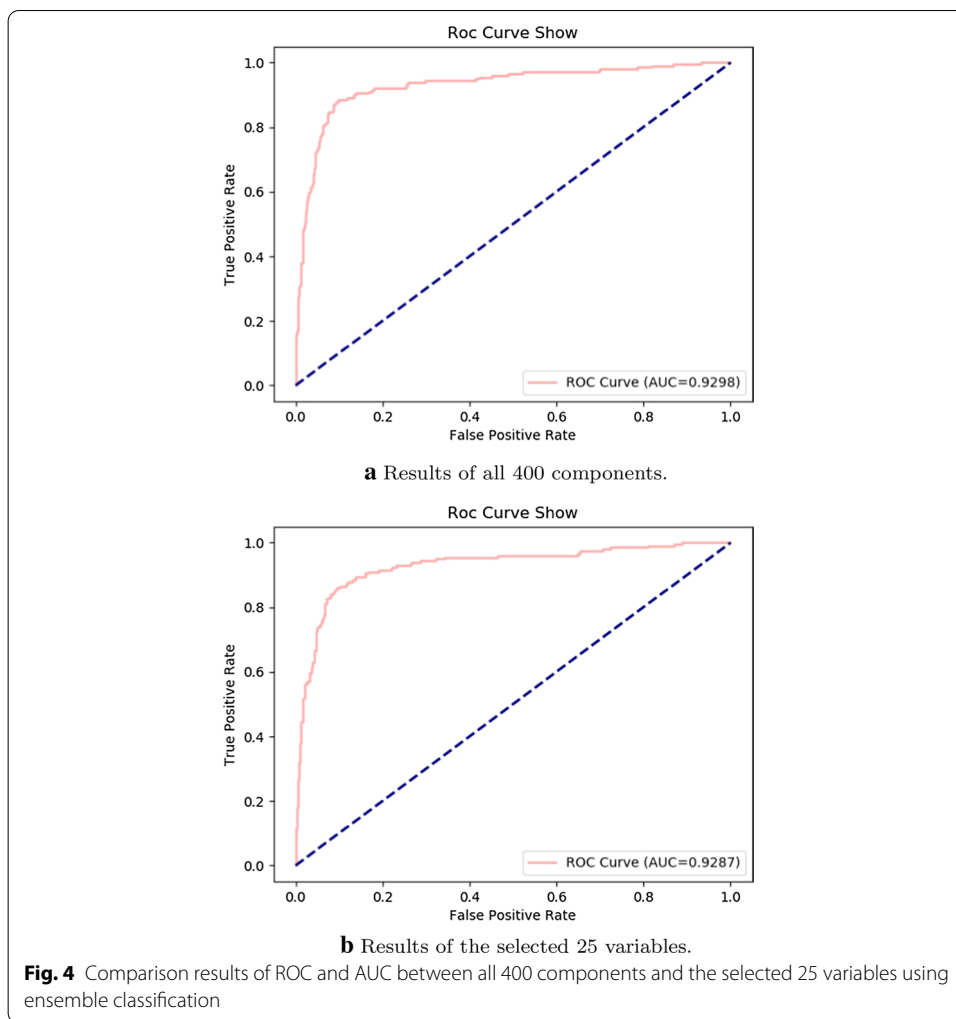 Roc Curve Show
1.0
0.8
0.6
0.4
0.2
0.0
True Positive Rate
ROC Curve (AUC=0.9298)
0.0 0.2 0.4 0.6 0.8 1.0
False Positive Rate
a Results of all 400 components.
Roc Curve Show
1.0
0.8
0.6
0.4
0.2
0.0
True Positive Rate
ROC Curve (AUC=0.9287)
0.0 0.2 0.4 0.6 0.8 1.0
False Positive Rate
b Results of the selected 25 variables.
Fig. 4 Comparison results of ROC and AUC between all 400 components and the selected 25 variables using
ensemble classification